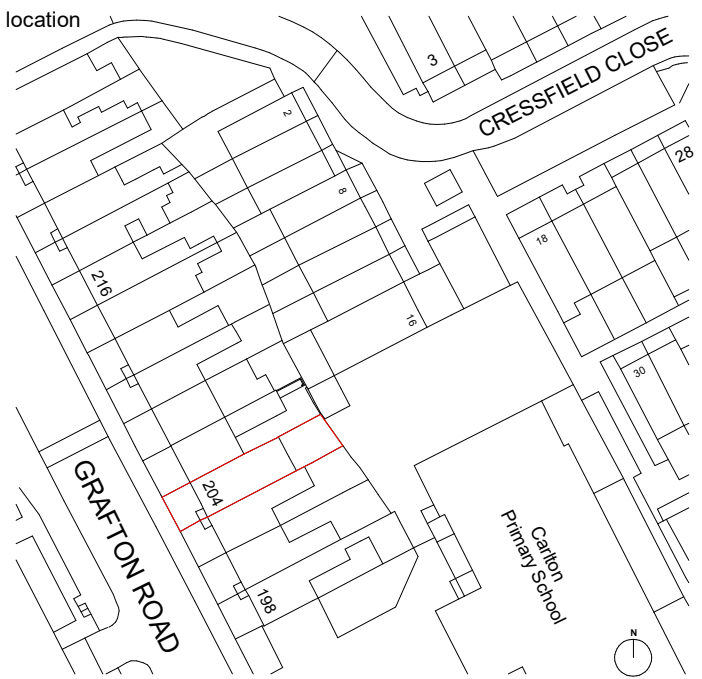 location
3
CRESSFIELD CLOSE
2
28
8
18
216
16
30
204
GRAFTON ROAD
Carlton
Primary School
198
N